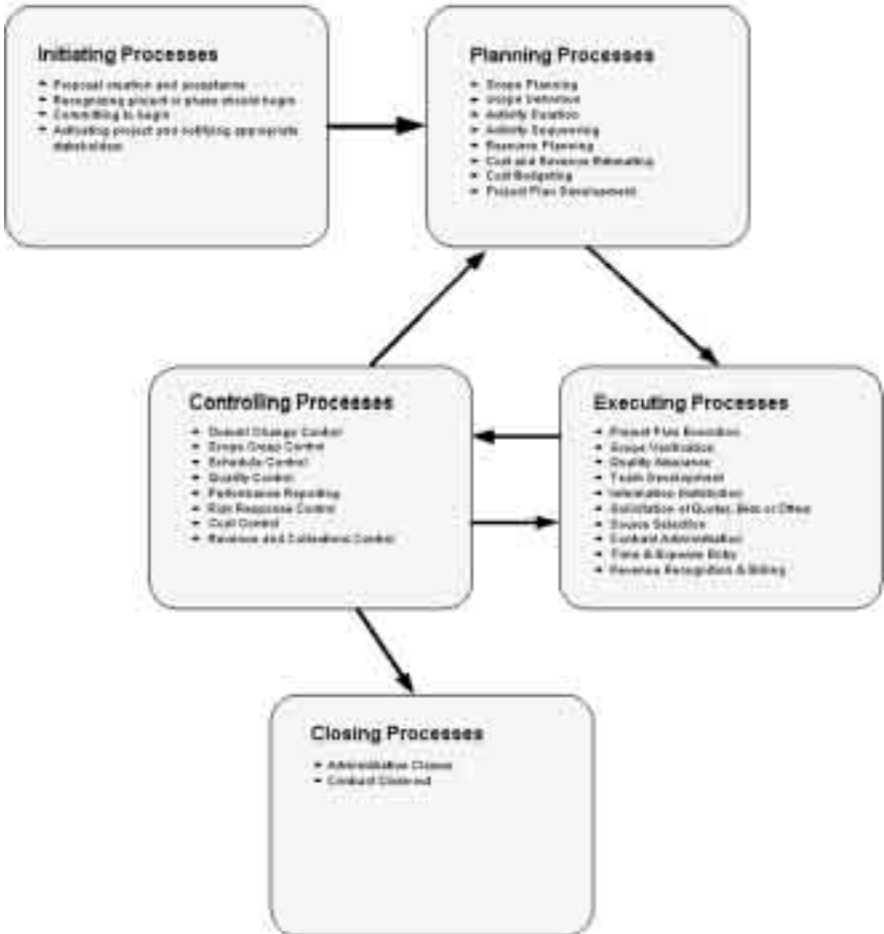 Initiating Processes
Proposal creation and acceptance
Recognizing project or phase should begin
Committing to begin
Activating project and notifying appropriate
stakeholders
Planning Processes
Scope Planning
Scope Definition
Activity Duration
Activity Sequencing
Resource Planning
Cost and Revenue Estimating
Cost Budgeting
Project Plan Development
Controlling Processes
Overall Change Control
Scope Creep Control
Schedule Control
Quality Control
Performance Reporting
Risk Response Control
Cost Control
Revenue and Collections Control
Executing Processes
Project Plan Execution
Scope Verification
Quality Assurance
Team Development
Information Distribution
Solicitation of Quotes, Bids or Offers
Source Selection
Contract Administration
Time & Expense Entry
Revenue Recognition & Billing
Closing Processes
Administrative Closure
Contract